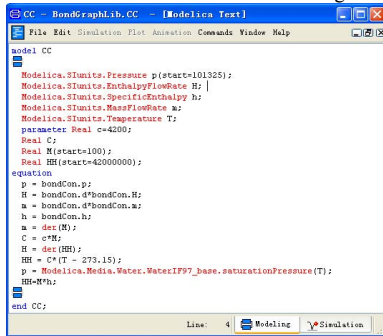 CC - BondGraphLib.CC - [Modelica Text]
File Edit Simulation Plot Animation Commands Window Help
model CC
Modelica.SIunits.Pressure p(start=101325);
Modelica.SIunits.EnthalpyFlowRate H;
Modelica.SIunits.SpecificEnthalpy h;
Modelica.SIunits.MassFlowRate m;
Modelica.SIunits.Temperature T;
parameter Real c=4200;
Real C;
Real M(start=100);
Real HH(start=42000000);
equation
p = bondCon.p;
H = bondCon.d*bondCon.H;
m = bondCon.d*bondCon.m;
h = bondCon.h;
m = der(M);
C = c*M;
H = der(HH);
HH = C*(T - 273.15);
p = Modelica.Media.Water.WaterIF97_base.saturationPressure(T);
HH=M*h;
end CC;
Line: 4 Modeling Simulation